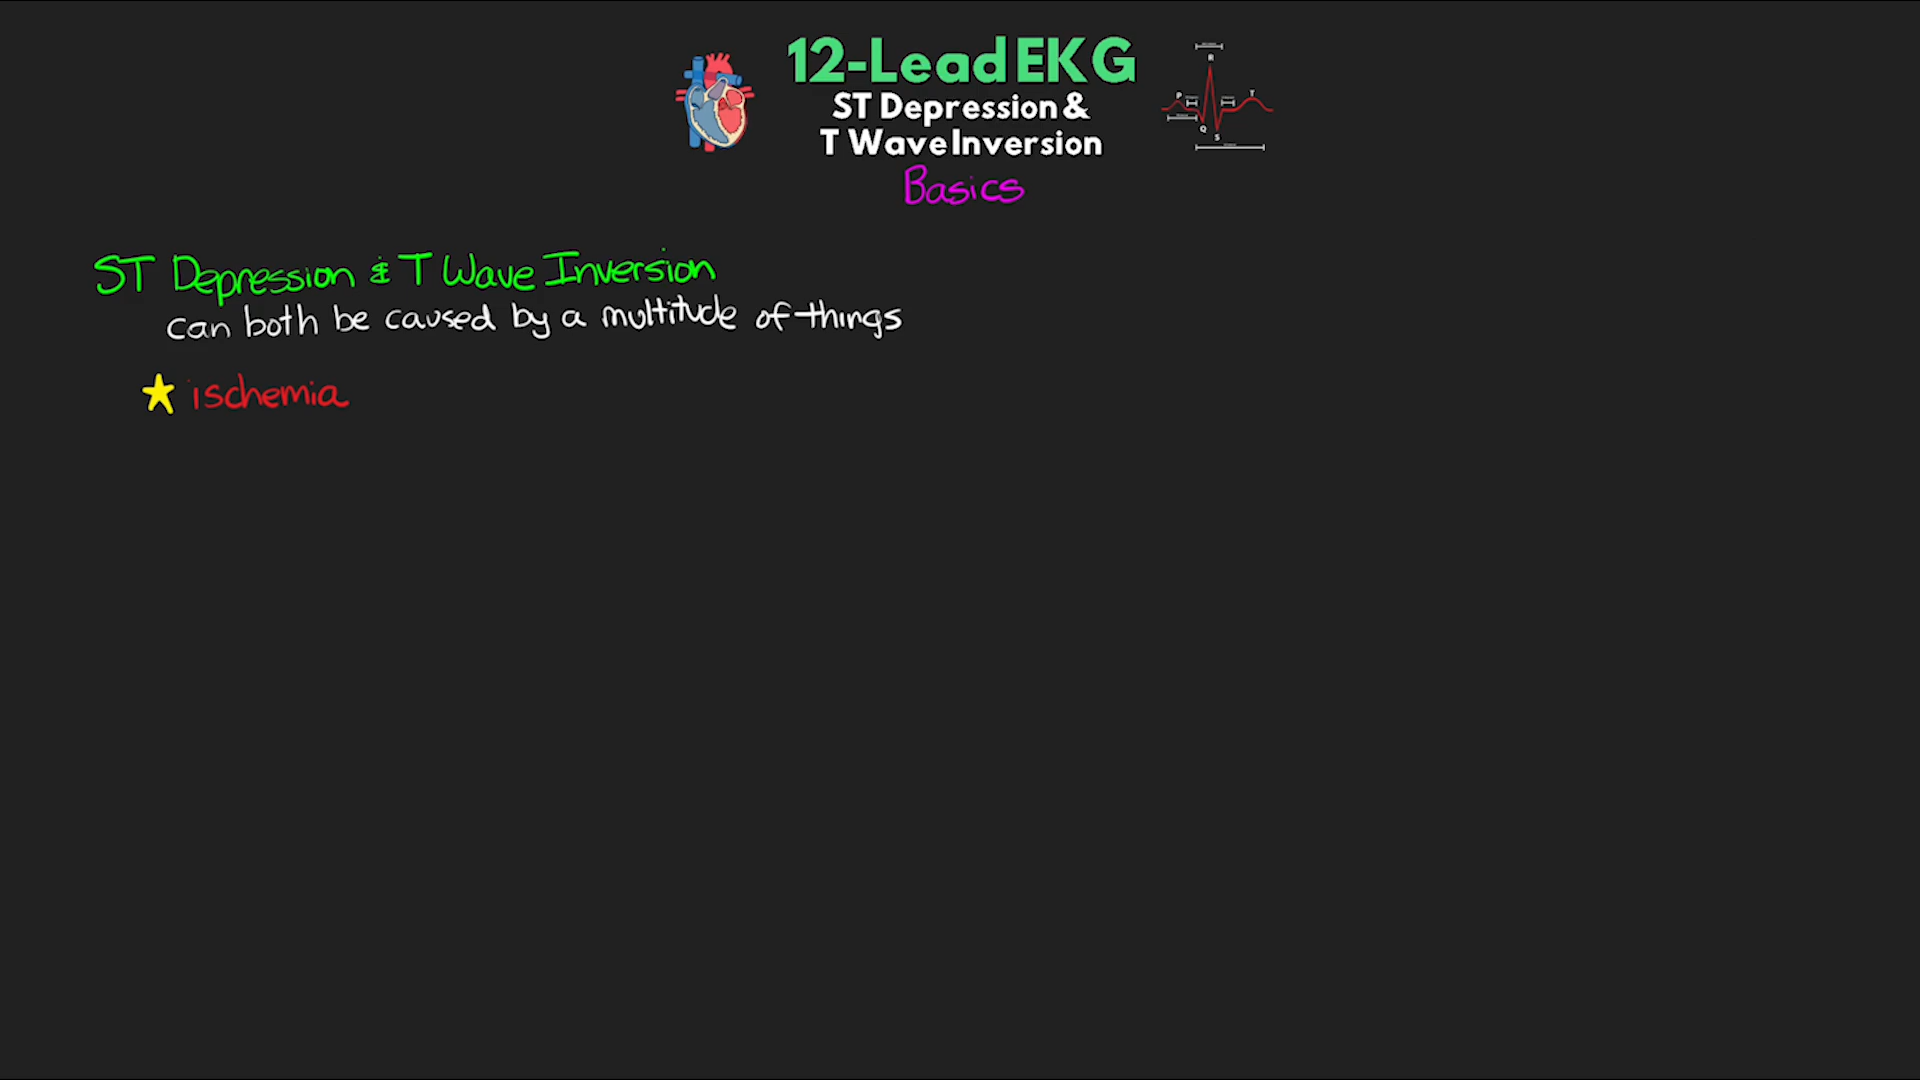 12-Lead EKG
ST Depression &
T Wave Inversion
Basics
R
P
T
Q
S
ST Depression & T Wave Inversion
can both be caused by a multitude of things
★ ischemia